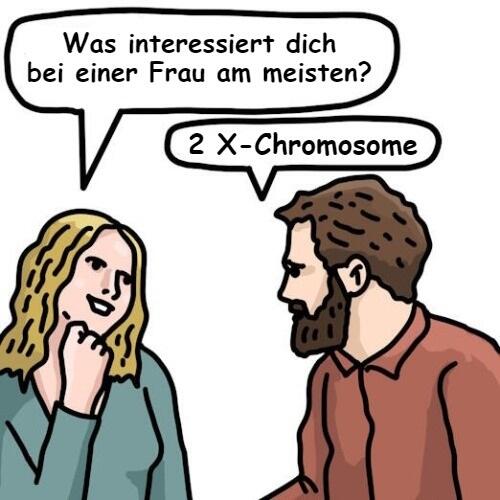 Was interessiert dich
bei einer Frau am meisten?
2 X-Chromosome